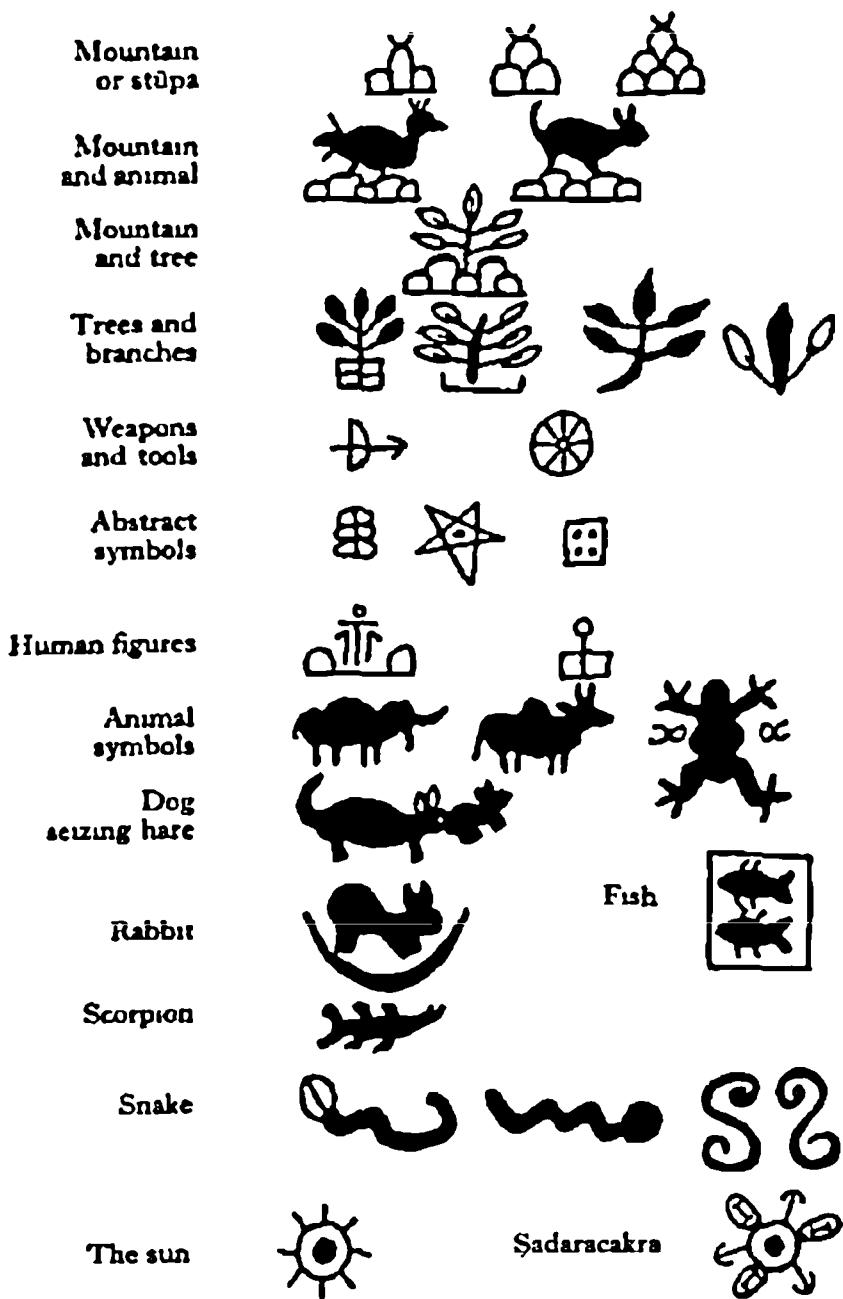 Mountain
or stūpa
Mountain
and animal
Mountain
and tree
Trees and
branches
Weapons
and tools
Abstract
symbols
Human figures
Animal
symbols
Dog
seizing hare
Fish
Rabbit
Scorpion
Snake
The sun
Ṣadaracakra